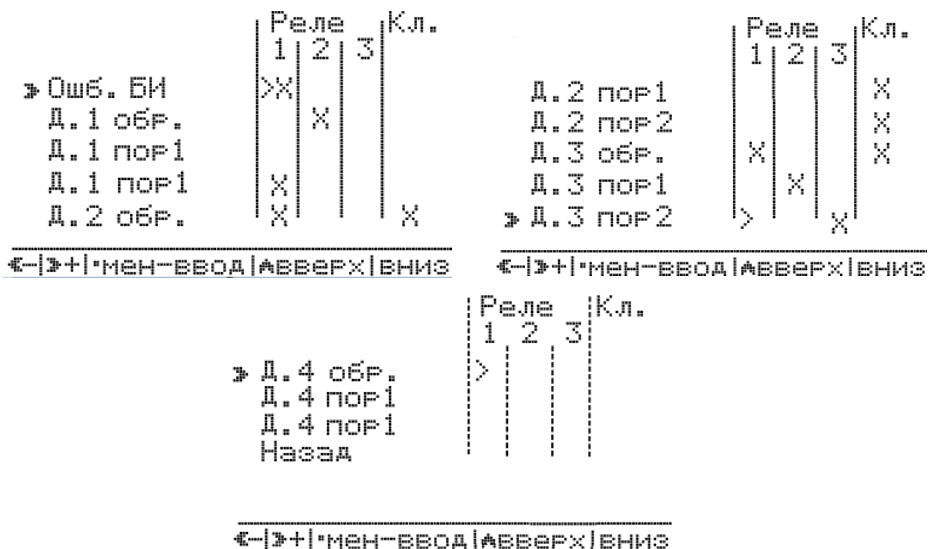 Реле Кл.
1 2 3
Ошб. БИ >X
Д.1 обр. X
Д.1 пор1
Д.1 пор1 X
Д.2 обр. X X
-|+|мен-ввод|вверх|вниз
Реле Кл.
1 2 3
Д.2 пор1 X
Д.2 пор2 X
Д.3 обр. X X
Д.3 пор1 X
Д.3 пор2 > X
-|+|мен-ввод|вверх|вниз
Реле Кл.
1 2 3
Д.4 обр. >
Д.4 пор1
Д.4 пор1
Назад
-|+|мен-ввод|вверх|вниз